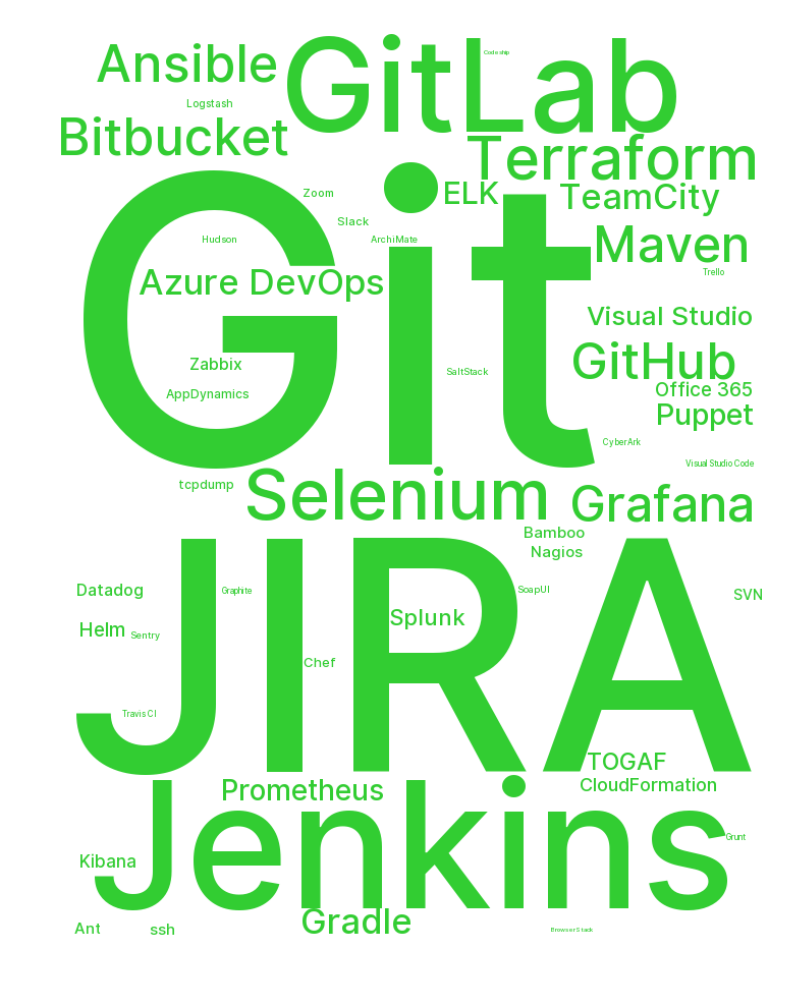 GitLab
Ansible
Codeship
Logstash
Bitbucket
Terraform
Zoom
ELK
TeamCity
Slack
Git
Hudson
ArchiMate
Maven
Trello
Azure DevOps
Visual Studio
Zabbix
GitHub
SaltStack
AppDynamics
Office 365
Puppet
CyberArk
Visual Studio Code
tcpdump
Selenium
Grafana
Bamboo
Nagios
JIRA
Datadog
Graphite
SoapUI
SVN
Splunk
Helm
Sentry
Chef
Travis CI
TOGAF
CloudFormation
Prometheus
Jenkins
Grunt
Kibana
Gradle
Ant
ssh
BrowserStack